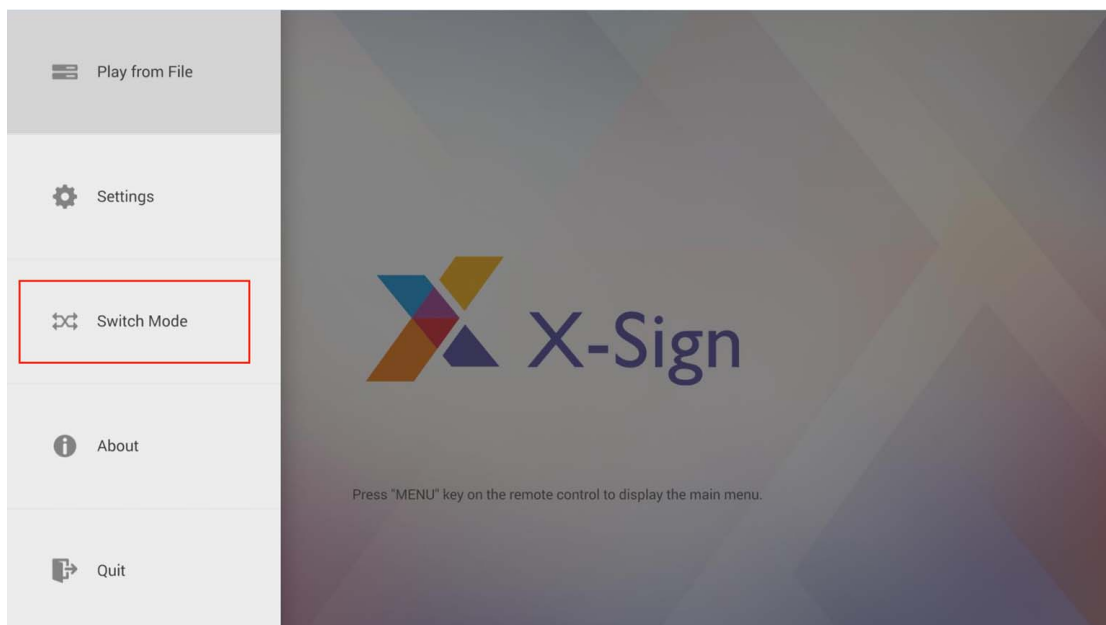 Play from File
Settings
Switch Mode
X-Sign
About
Press "MENU" key on the remote control to display the main menu.
Quit